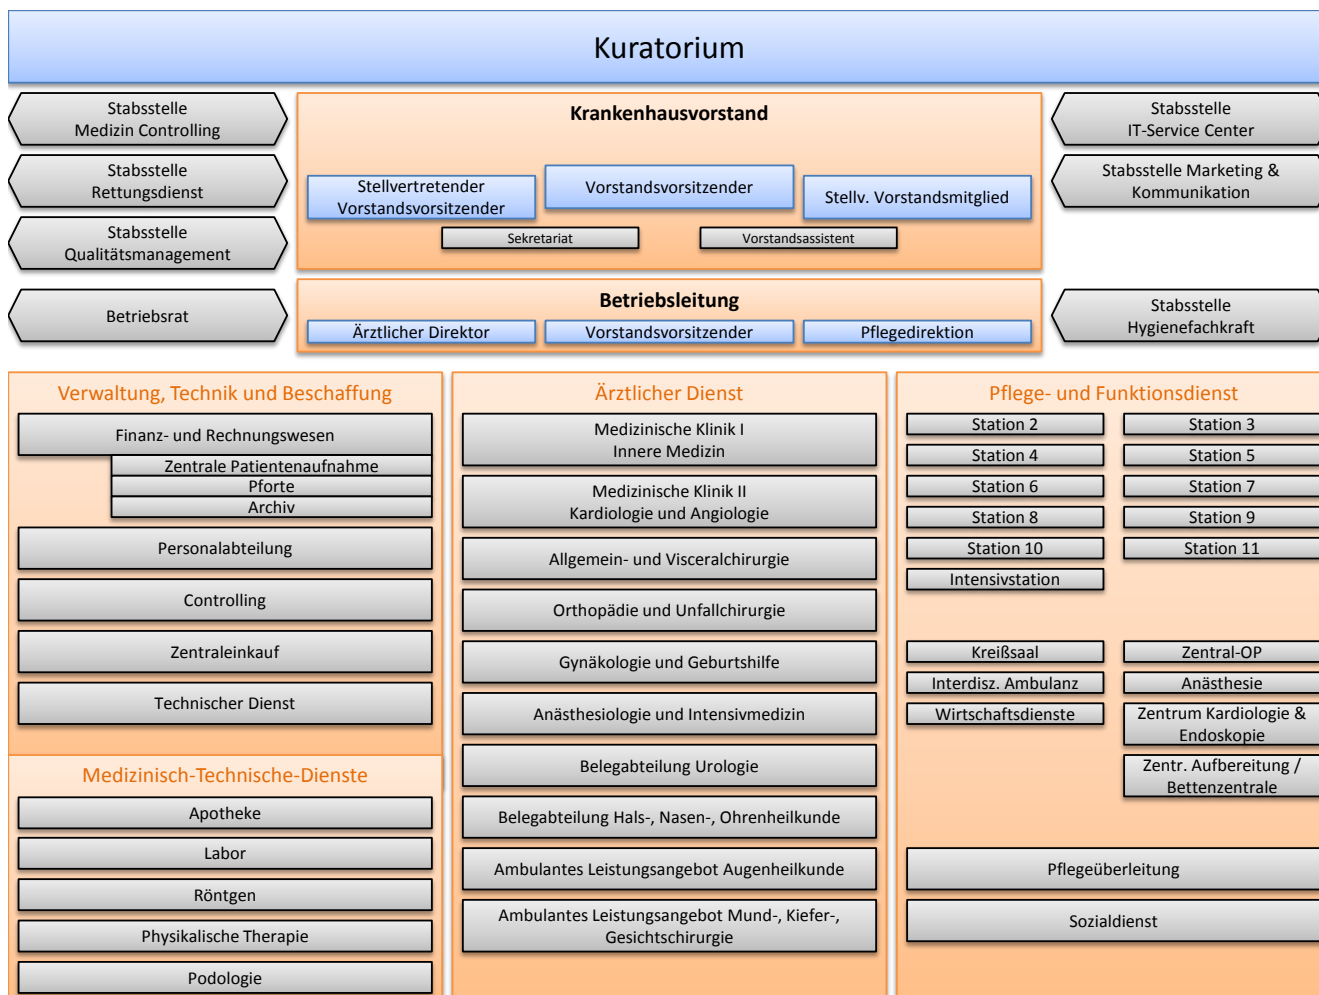 Kuratorium
Stabsstelle
Medizin Controlling
Stabsstelle
Rettungsdienst
Stabsstelle
Qualitätsmanagement
Betriebsrat
Krankenhausvorstand
Stellvertretender
Vorstandsvorsitzender
Vorstandsvorsitzender
Stellv. Vorstandsmitglied
Sekretariat
Vorstandsassistent
Betriebsleitung
Ärztlicher Direktor
Vorstandsvorsitzender
Pflegedirektion
Stabsstelle
IT-Service Center
Stabsstelle Marketing &
Kommunikation
Stabsstelle
Hygienefachkraft
Verwaltung, Technik und Beschaffung
Finanz- und Rechnungswesen
Zentrale Patientenaufnahme
Pforte
Archiv
Personalabteilung
Controlling
Zentraleinkauf
Technischer Dienst
Medizinisch-Technische-Dienste
Apotheke
Labor
Röntgen
Physikalische Therapie
Podologie
Ärztlicher Dienst
Medizinische Klinik I
Innere Medizin
Medizinische Klinik II
Kardiologie und Angiologie
Allgemein- und Visceralchirurgie
Orthopädie und Unfallchirurgie
Gynäkologie und Geburtshilfe
Anästhesiologie und Intensivmedizin
Belegabteilung Urologie
Belegabteilung Hals-, Nasen-, Ohrenheilkunde
Ambulantes Leistungsangebot Augenheilkunde
Ambulantes Leistungsangebot Mund-, Kiefer-,
Gesichtschirurgie
Pflege- und Funktionsdienst
Station 2
Station 3
Station 4
Station 5
Station 6
Station 7
Station 8
Station 9
Station 10
Station 11
Intensivstation
Kreißsaal
Zentral-OP
Interdisz. Ambulanz
Anästhesie
Wirtschaftsdienste
Zentrum Kardiologie &
Endoskopie
Zentr. Aufbereitung /
Bettenzentrale
Pflegeüberleitung
Sozialdienst